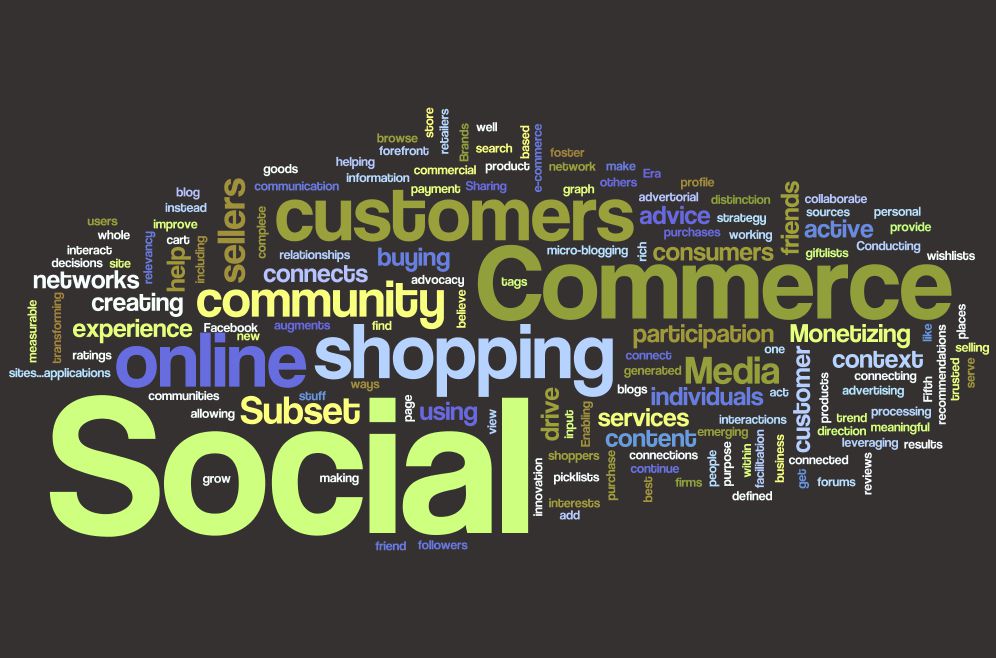 store
retailers
Brands
well
based
e-commerce
browse
forefront
search
foster
helping
goods
commercial
product
network
make
Era
information
communication
payment
Sharing
graph
others
profile
blog
instead
sellers
complete
customers
advertorial
distinction
friends
collaborate
users
improve
advice
strategy
sources
personal
whole
relevancy
cart
purchases
working
active
provide
interact
help
including
relationships
buying
micro-blogging
rich
consumers
giftlists
Conducting
decisions
site
connects
advocacy
Commerce
tags
wishlists
networks
creating
community
believe
measurable
transforming
experience
Facebook
new
augments
find
shopping
participation
Monetizing
like
places
ratings
online
connect
one
customer
context
recommendations
selling
sites...applications
ways
generated
Media
connecting
Fifth
trusted
serve
communities
stuff
blogs
individuals
act
products
advertising
allowing
Subset
page
using
view
drive
input
Enabling
services
interactions
trend
processing
direction
meaningful
Social
content
emerging
leveraging
results
shoppers
connections
people
purpose
within
facilitation
business
connected
grow
making
innovation
picklists
purchase
continue
best
firms
get
forums
reviews
interests
defined
add
friend
followers